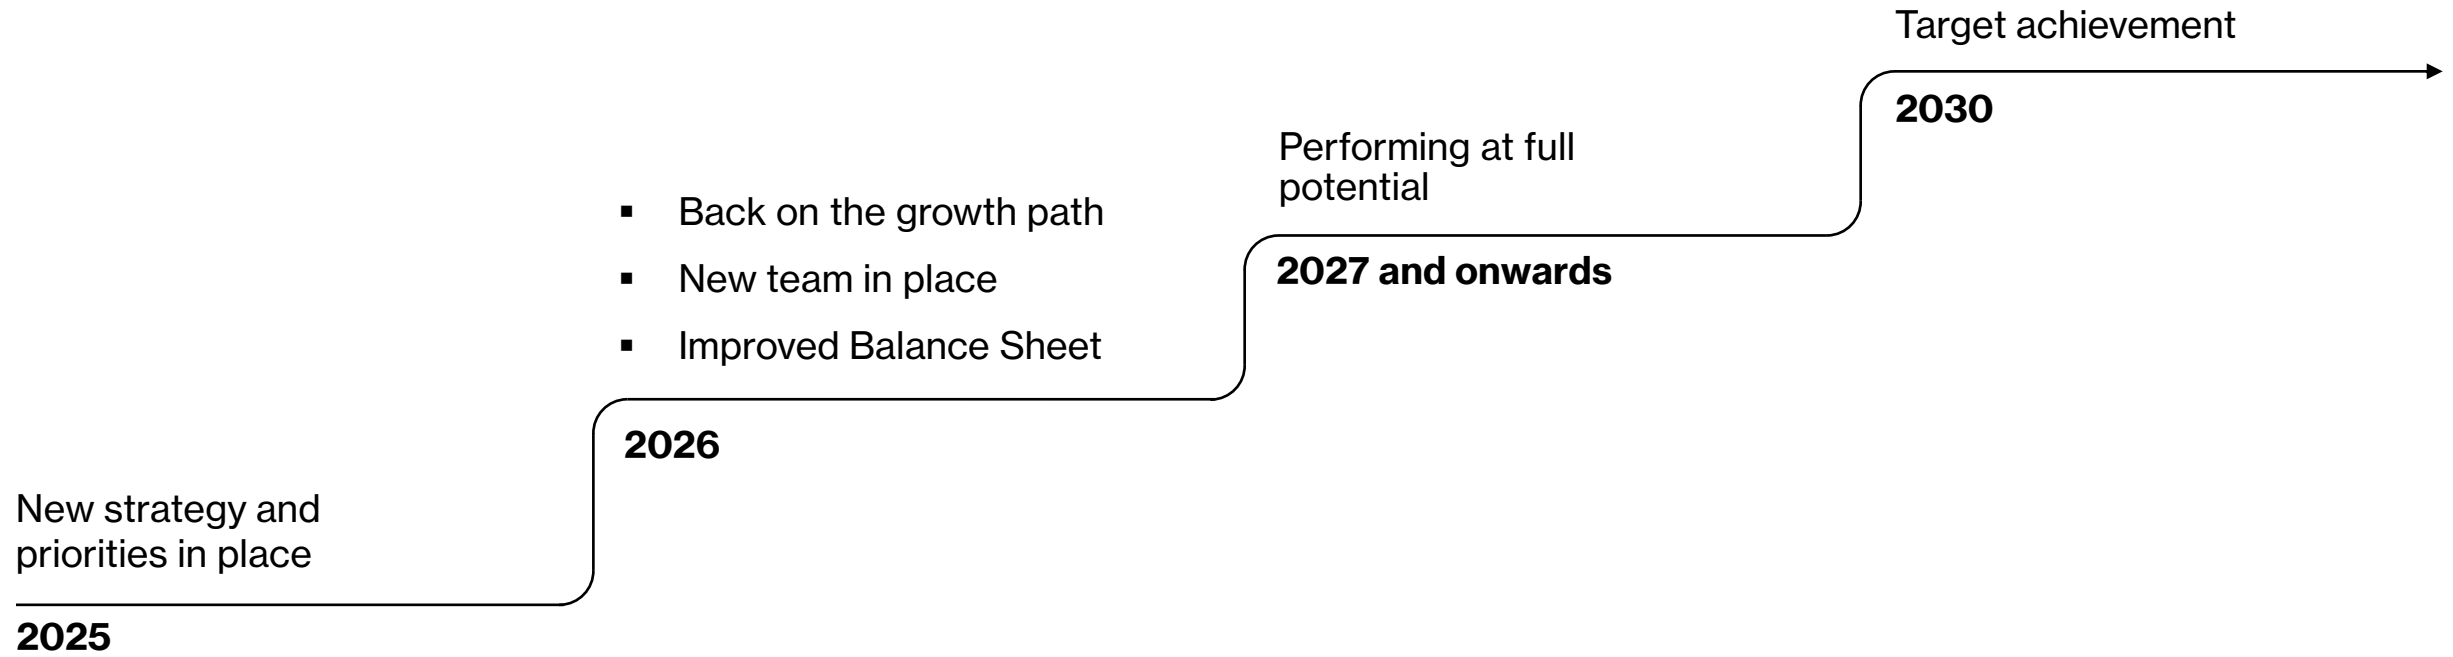 New strategy and
priorities in place
2025
▪ Back on the growth path
▪ New team in place
▪ Improved Balance Sheet
2026
Performing at full
potential
2027 and onwards
Target achievement
2030